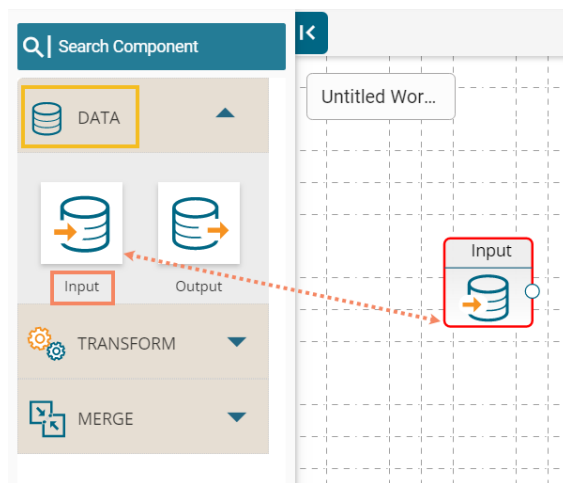 Search Component
DATA
Input
Output
TRANSFORM
MERGE
Untitled Wor...
Input